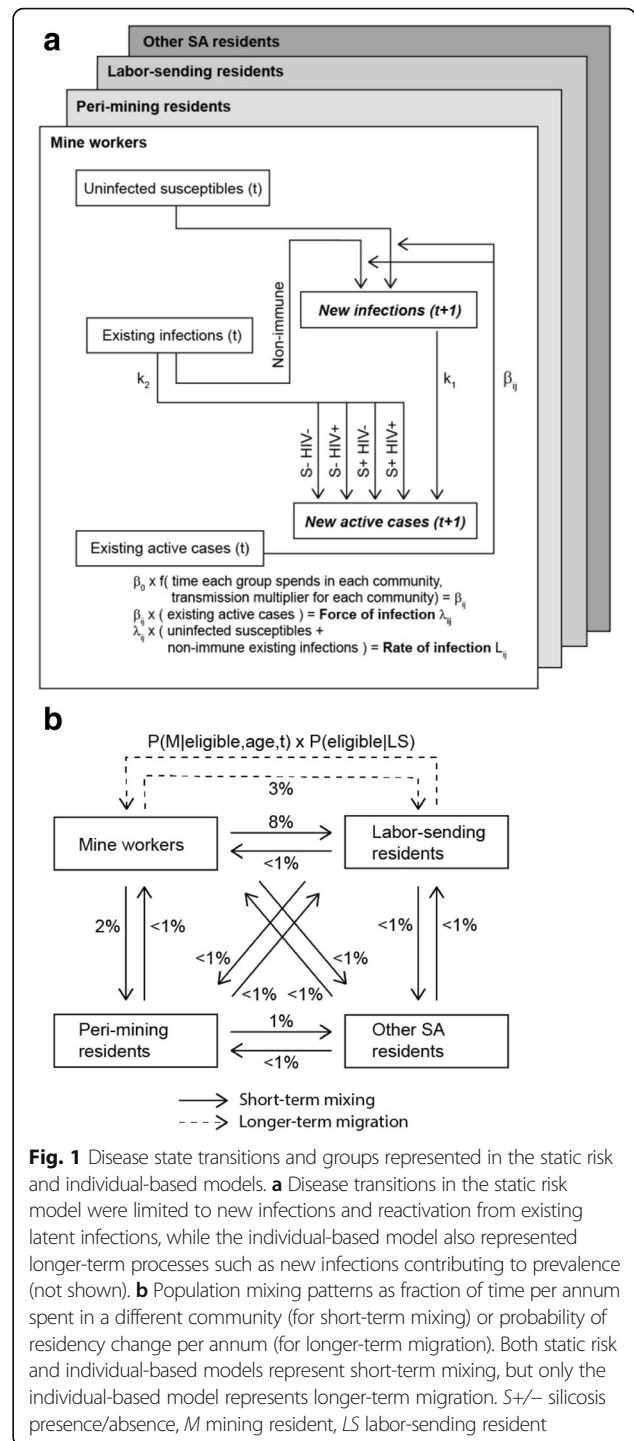 a
Other SA residents
Labor-sending residents
Peri-mining residents
Mine workers
Uninfected susceptibles (t)
Non-immune
New infections (t+1)
Existing infections (t)
k2
k1
βij
S- HIV-
S- HIV+
S+ HIV-
S+ HIV+
New active cases (t+1)
Existing active cases (t)
β0 x f( time each group spends in each community,
transmission multiplier for each community) = βij
βij x ( existing active cases ) = Force of infection λij
λij x ( uninfected susceptibles +
non-immune existing infections ) = Rate of infection Lij
b
P(M|eligible,age,t) x P(eligible|LS)
3%
Mine workers
8%
<1%
Labor-sending
residents
2%
<1%
<1%
<1%
<1%
<1%
<1%
<1%
Peri-mining
residents
1%
<1%
Other SA
residents
Short-term mixing
Longer-term migration
Fig. 1 Disease state transitions and groups represented in the static risk
and individual-based models. a Disease transitions in the static risk
model were limited to new infections and reactivation from existing
latent infections, while the individual-based model also represented
longer-term processes such as new infections contributing to prevalence
(not shown). b Population mixing patterns as fraction of time per annum
spent in a different community (for short-term mixing) or probability of
residency change per annum (for longer-term migration). Both static risk
and individual-based models represent short-term mixing, but only the
individual-based model represents longer-term migration. S+/− silicosis
presence/absence, M mining resident, LS labor-sending resident